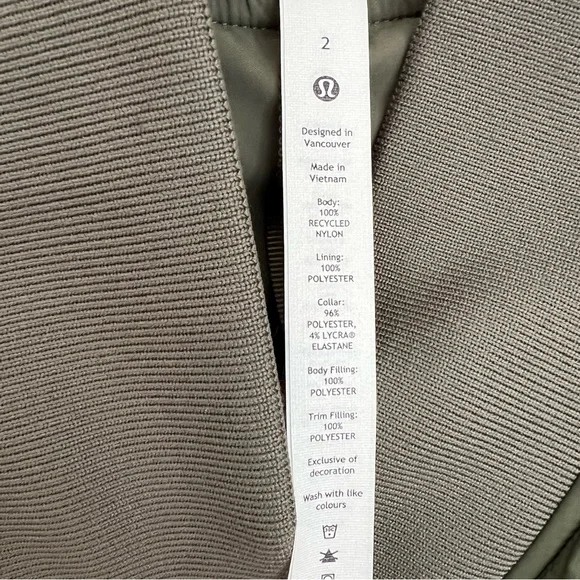 2
Designed in
Vancouver
Made in
Vietnam
Body:
100%
RECYCLED
NYLON
Lining:
100%
POLYESTER
Collar:
96%
POLYESTER,
4% LYCRA®
ELASTANE
Body Filling:
100%
POLYESTER
Trim Filling:
100%
POLYESTER
Exclusive of
decoration
Wash with like
colours